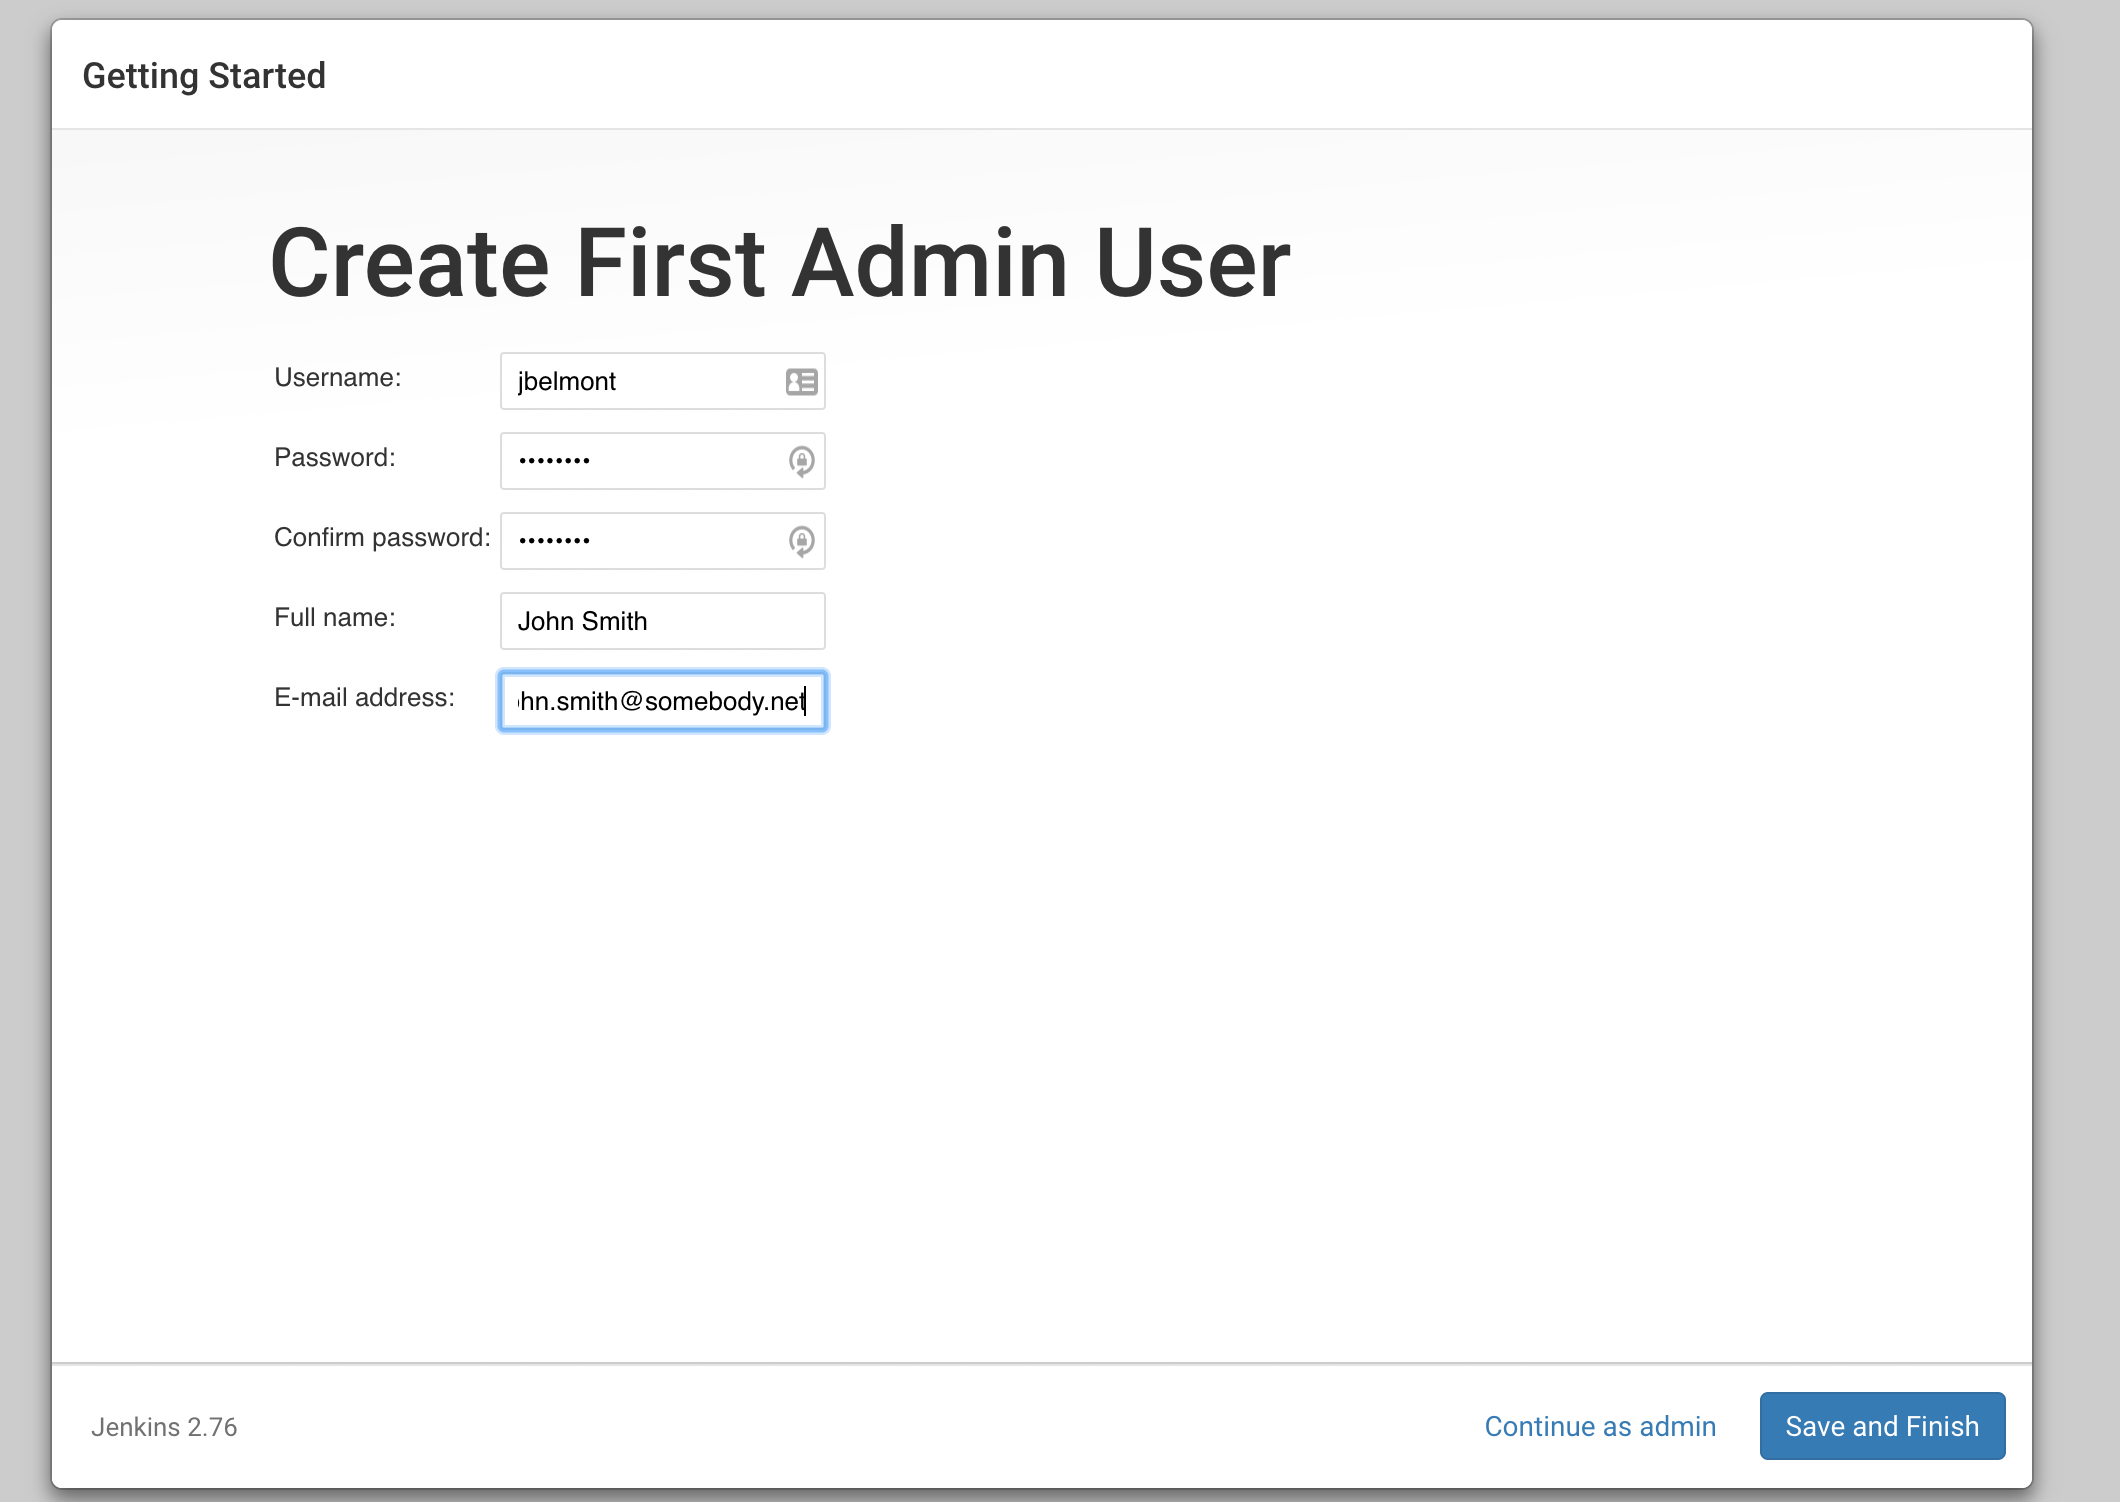 Getting Started
Create First Admin User
Username: jbelmont
Password: ••••••••
Confirm password: ••••••••
Full name: John Smith
E-mail address: hn.smith@somebody.net
Jenkins 2.76 Continue as admin Save and Finish